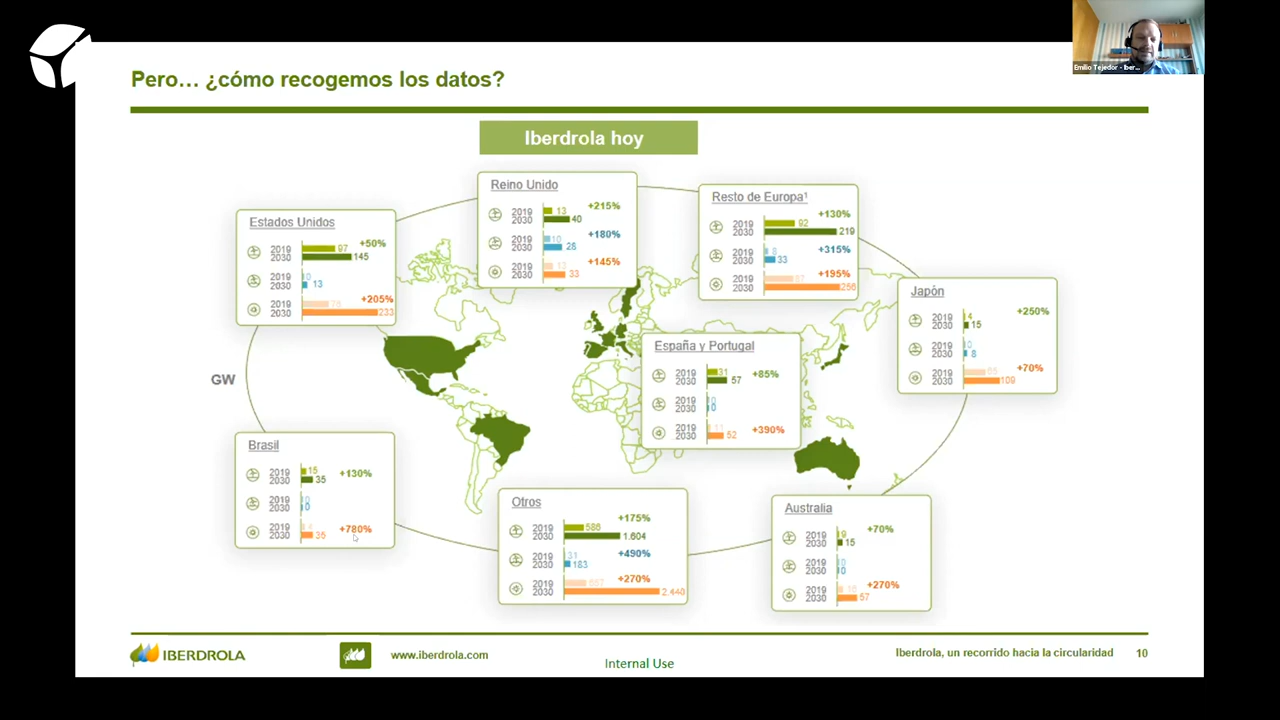 Emilio Tejedor - Iber...
Pero... ¿cómo recogemos los datos?
Iberdrola hoy
Reino Unido
2019 13 +215%
2030 40
2019 10 +180%
2030 28
2019 +145%
2030 33
Resto de Europa¹
2019 92 +130%
2030 219
2019 8 +315%
2030 33
2019 87 +195%
2030 256
Estados Unidos
2019 97 +50%
2030 145
2019 0
2030 13
2019 76 +205%
2030 233
Japón
2019 4 +250%
2030 15
2019 0
2030 8
2019 65 +70%
2030 109
España y Portugal
2019 31 +85%
2030 57
2019 0
2030 0
2019 11 +390%
2030 52
GW
Brasil
2019 15 +130%
2030 35
2019 0
2030 0
2019 4 +780%
2030 36
Otros
2019 586 +175%
2030 1.604
2019 31 +490%
2030 183
2019 657 +270%
2030 2.440
Australia
2019 9 +70%
2030 15
2019 0
2030 0
2019 +270%
2030 57
IBERDROLA
www.iberdrola.com
Internal Use
Iberdrola, un recorrido hacia la circularidad 10